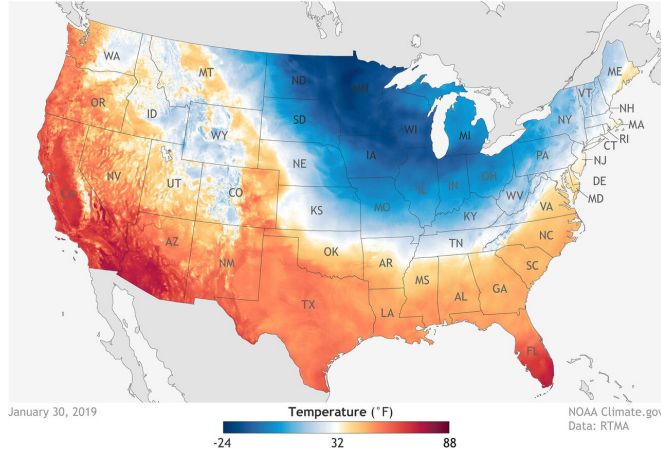 WA
MT
ND
MN
ME
VT
OR
ID
SD
WI
MI
NY
NH
MA
WY
RI
CT
NE
IA
PA
NJ
NV
UT
CO
IL
IN
OH
DE
MD
CA
KS
MO
WV
VA
KY
AZ
NM
OK
AR
TN
NC
SC
TX
MS
AL
GA
LA
FL
January 30, 2019
Temperature (°F)
-24 32 88
NOAA Climate.gov
Data: RTMA